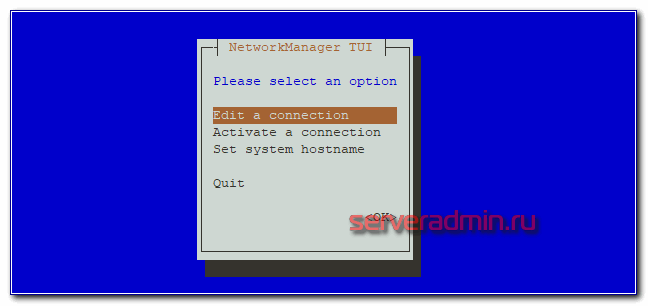 NetworkManager TUI
Please select an option
Edit a connection
Activate a connection
Set system hostname
Quit
<OK>
serveradmin.ru